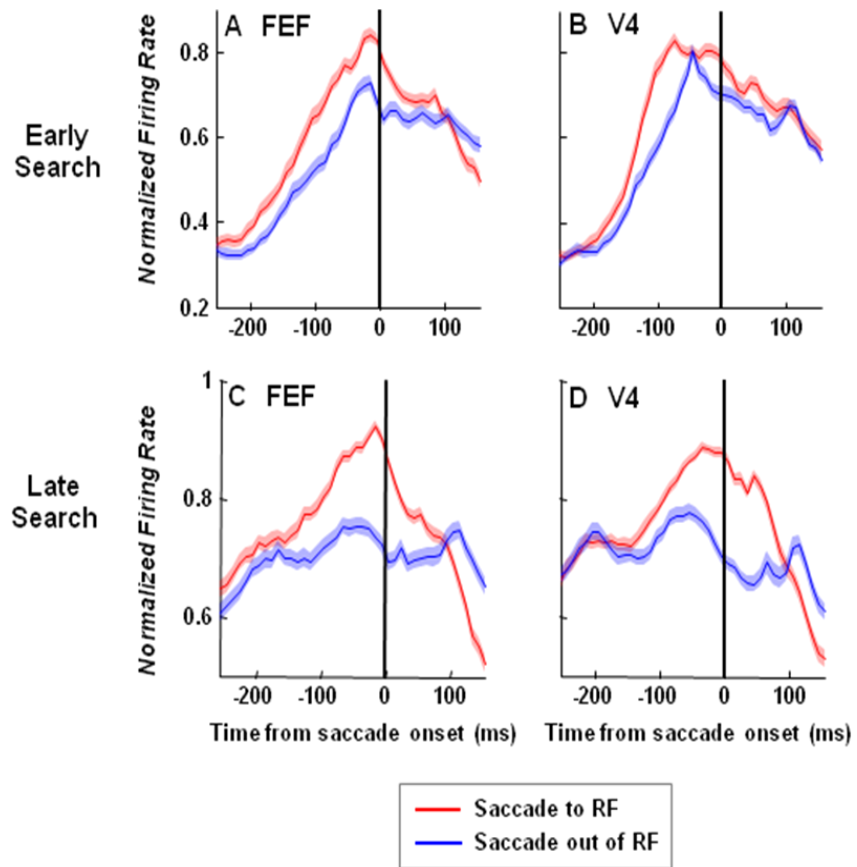 A FEF
B V4
Normalized Firing Rate
0.8
0.6
0.4
0.2
Early
Search
-200 -100 0 100
-200 -100 0 100
C FEF
D V4
Normalized Firing Rate
1
0.8
0.6
Late
Search
-200 -100 0 100
-200 -100 0 100
Time from saccade onset (ms)
Time from saccade onset (ms)
Saccade to RF
Saccade out of RF